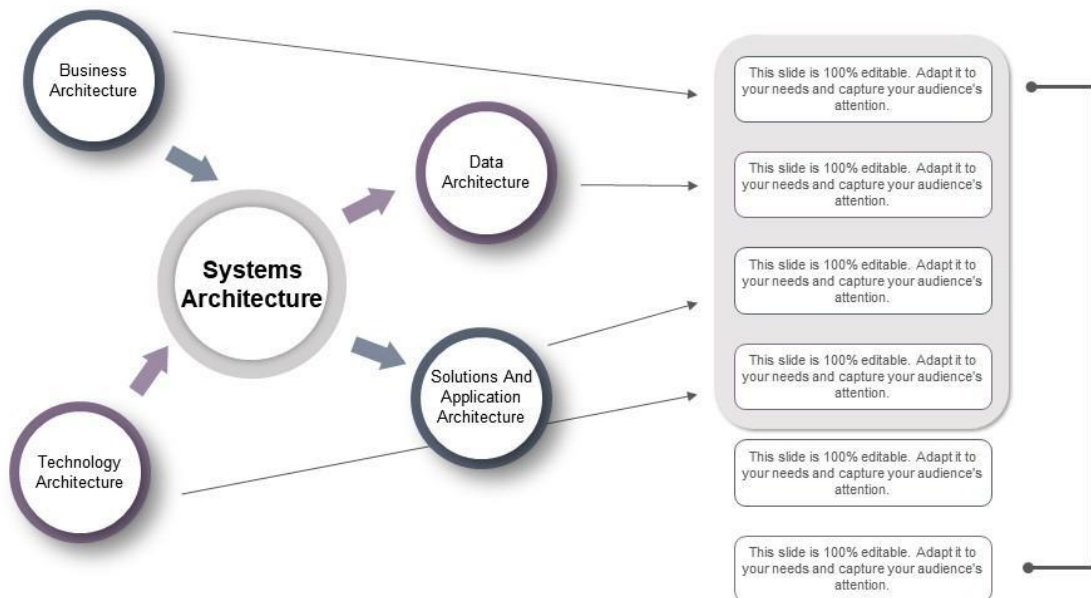 Business
Architecture
Data
Architecture
Systems
Architecture
Solutions And
Application
Architecture
Technology
Architecture
This slide is 100% editable. Adapt it to
your needs and capture your audience's
attention.
This slide is 100% editable. Adapt it to
your needs and capture your audience's
attention.
This slide is 100% editable. Adapt it to
your needs and capture your audience's
attention.
This slide is 100% editable. Adapt it to
your needs and capture your audience's
attention.
This slide is 100% editable. Adapt it to
your needs and capture your audience's
attention.
This slide is 100% editable. Adapt it to
your needs and capture your audience's
attention.